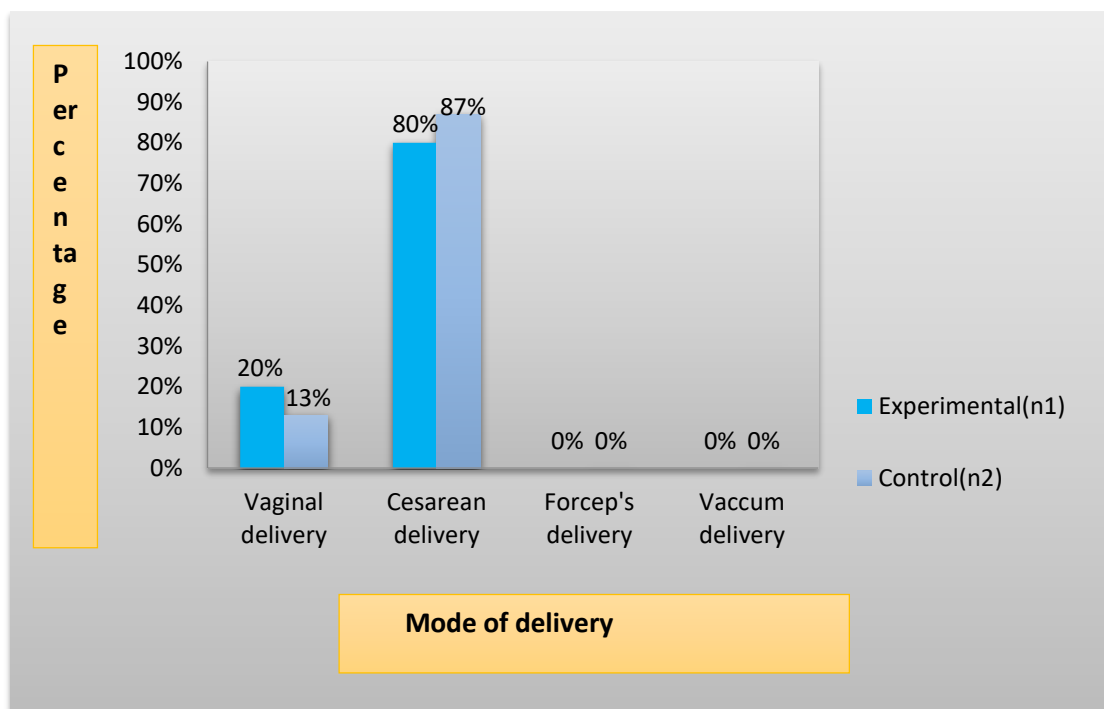 P
er
c
e
n
ta
g
e
100%
90%
80%
70%
60%
50%
40%
30%
20%
10%
0%
20%
13%
80%
87%
0% 0%
0% 0%
Vaginal
delivery
Cesarean
delivery
Forcep's
delivery
Vaccum
delivery
Experimental(n1)
Control(n2)
Mode of delivery